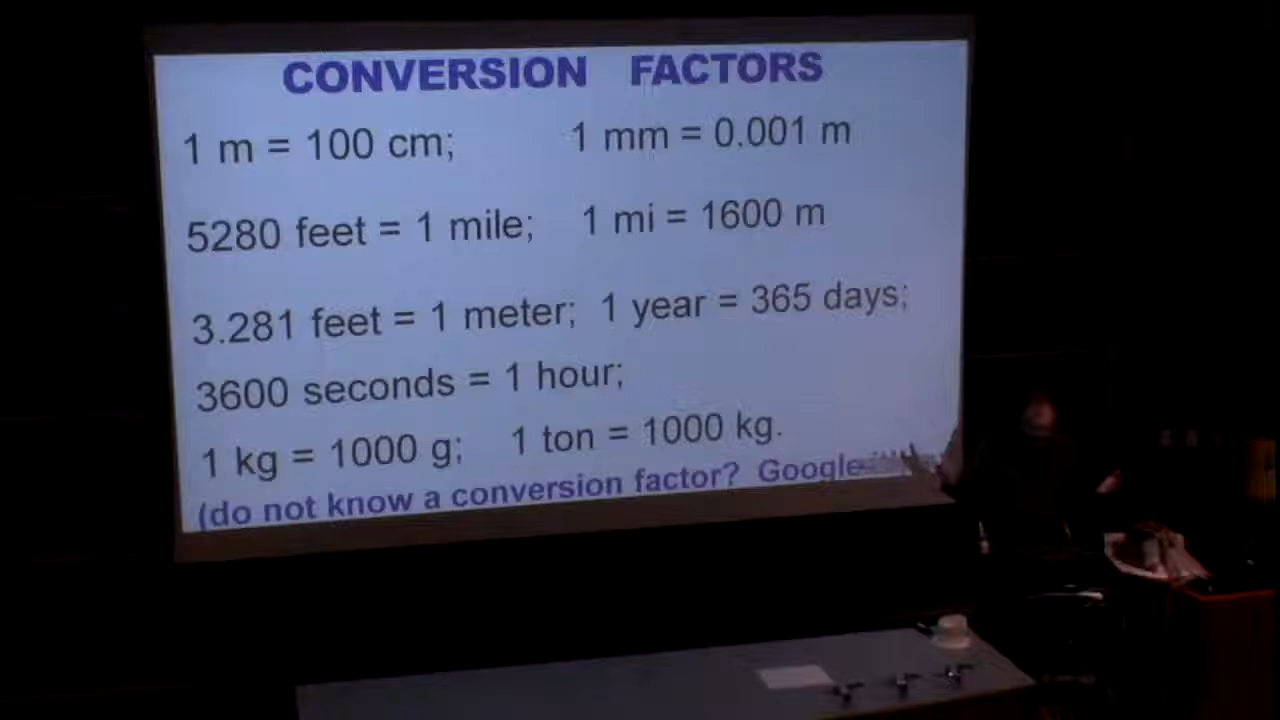 CONVERSION FACTORS
1 m = 100 cm; 1 mm = 0.001 m
5280 feet = 1 mile; 1 mi = 1600 m
3.281 feet = 1 meter; 1 year = 365 days;
3600 seconds = 1 hour;
1 kg = 1000 g; 1 ton = 1000 kg.
(do not know a conversion factor? Google